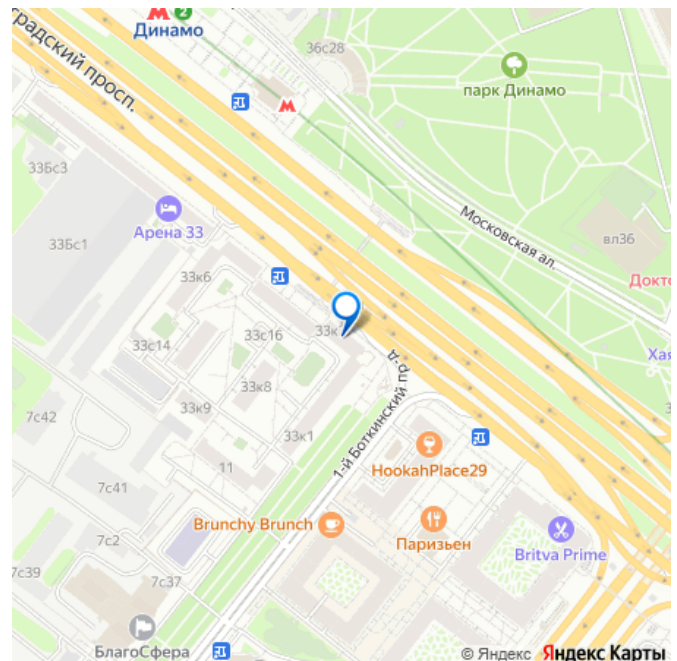 М 2
Динамо
36с28
градский просп.
парк Динамо
М
33Бс3
Московская ал.
вл36
Арена 33
33Бс1
Докто
33к6
33к
33с16
33с14
Хая
33к8
1-й Боткинский пр-д
33к9
7с42
33к1
HookahPlace29
11
7с41
Brunchy Brunch
Паризьен
Britva Prime
7с2
7с39
7с37
БлагоСфера
© Яндекс Яндекс Карты